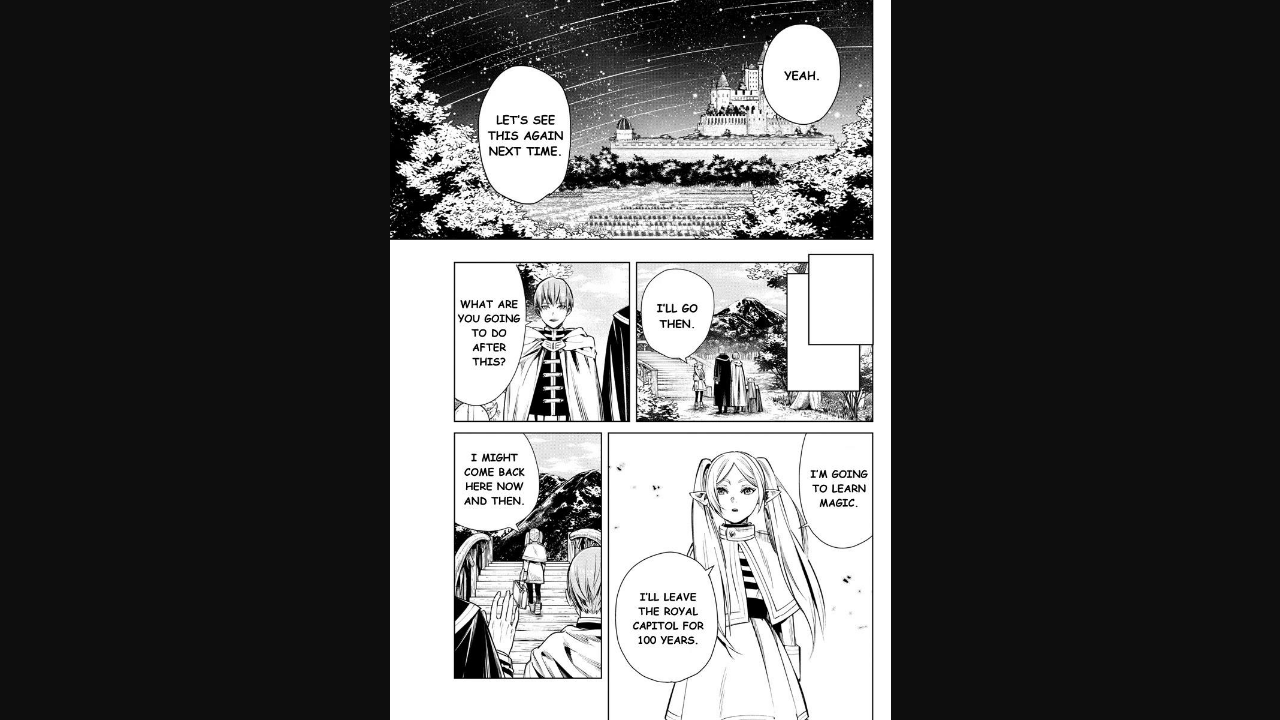 YEAH.
LET'S SEE
THIS AGAIN
NEXT TIME.
I'LL GO
THEN.
WHAT ARE
YOU GOING
TO DO
AFTER
THIS?
I'M GOING
TO LEARN
MAGIC.
I'LL LEAVE
THE ROYAL
CAPITOL FOR
100 YEARS.
I MIGHT
COME BACK
HERE NOW
AND THEN.